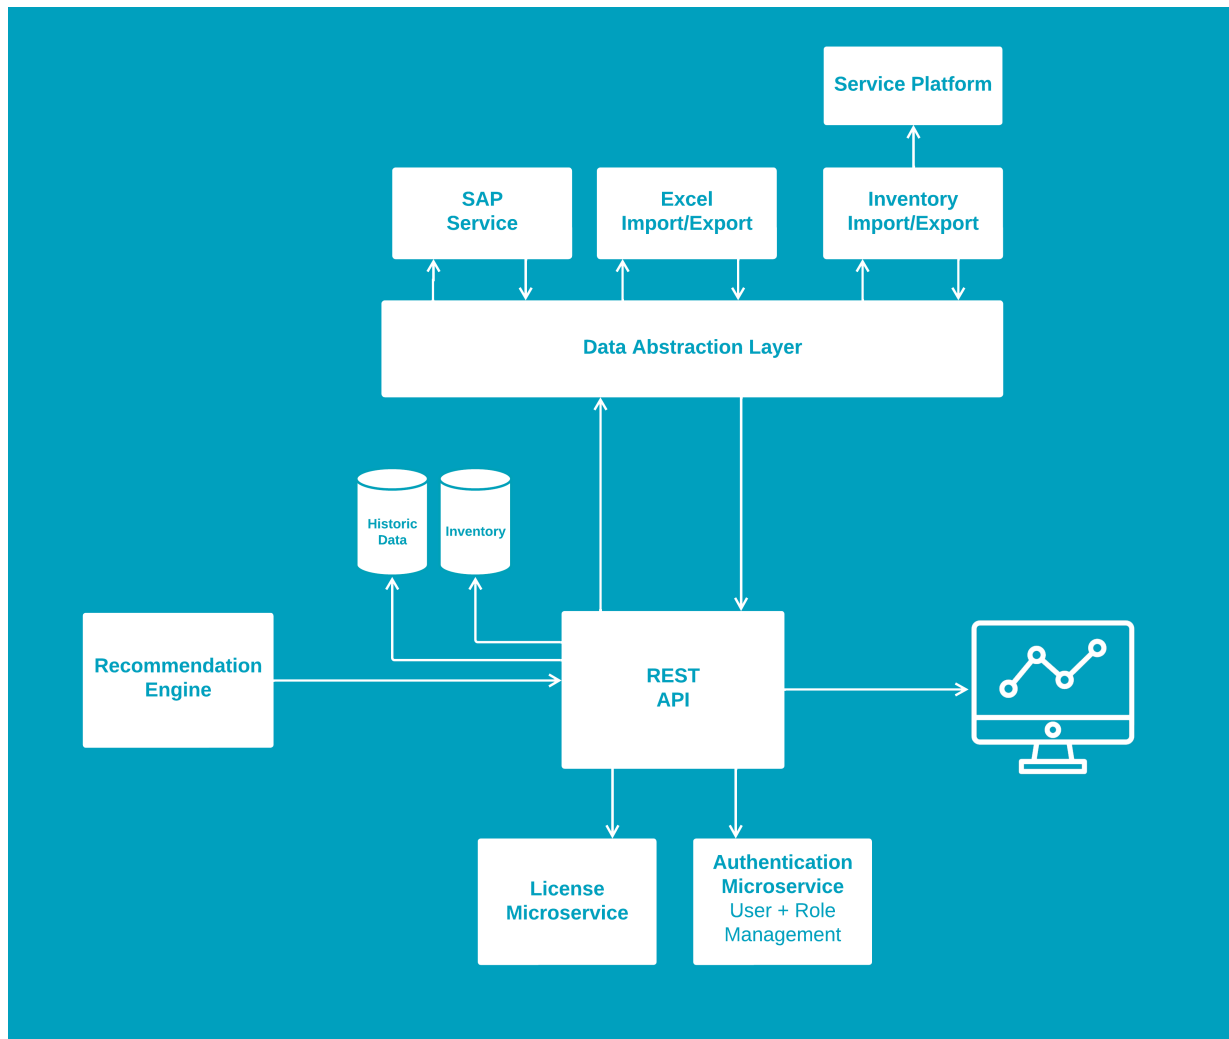 Service Platform
SAP
Service
Excel
Import/Export
Inventory
Import/Export
Data Abstraction Layer
Historic
Data
Inventory
Recommendation
Engine
REST
API
License
Microservice
Authentication
Microservice
User + Role
Management